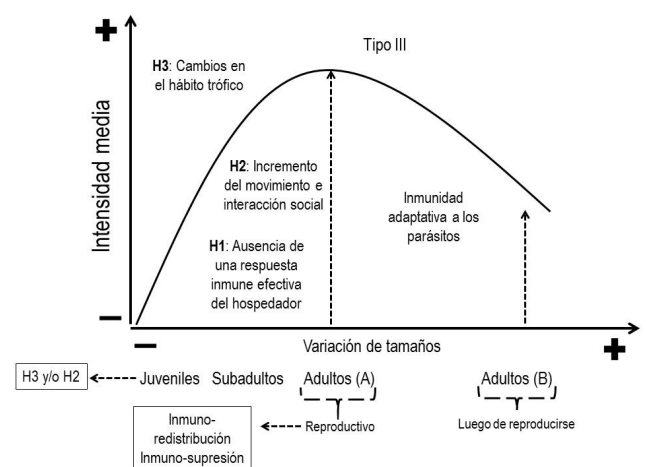 Tipo III
H3: Cambios en
el hábito trófico
H2: Incremento
del movimiento e
interacción social
H1: Ausencia de
una respuesta
inmune efectiva
del hospedador
Inmunidad
adaptativa a los
parásitos
Intensidad media
Variación de tamaños
H3 y/o H2
Juveniles Subadultos Adultos (A) Adultos (B)
Inmuno-
redistribución
Inmuno-supresión
Reproductivo
Luego de reproducirse